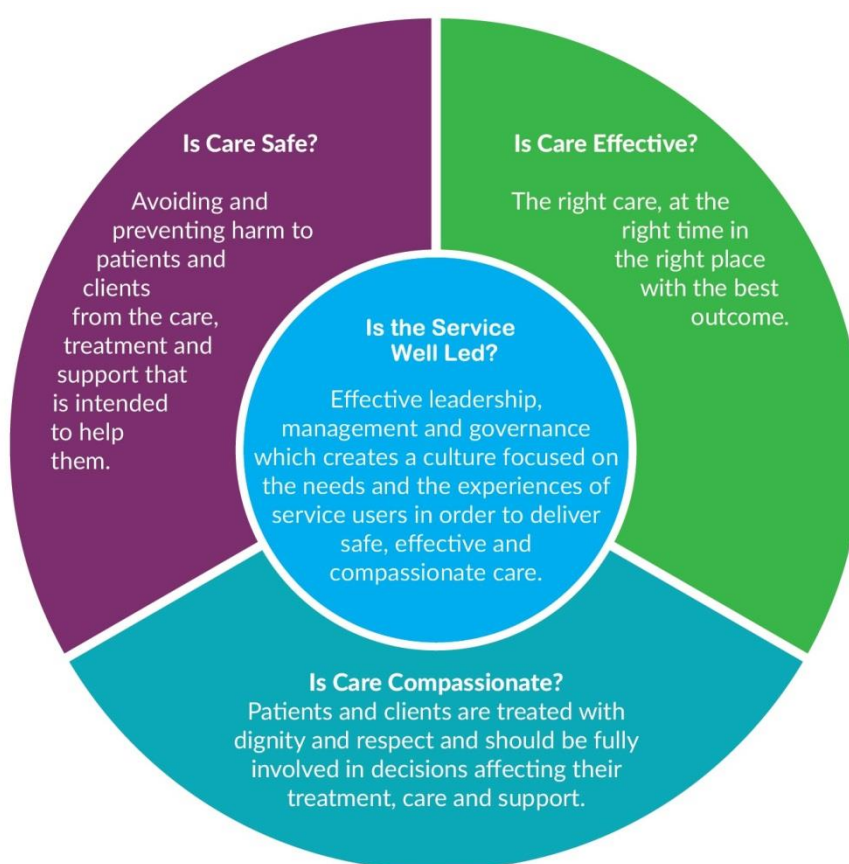 Is Care Safe?
Avoiding and
preventing harm to
patients and
clients
from the care,
treatment and
support that
is intended
to help
them.
Is Care Effective?
The right care, at the
right time in
the right place
with the best
outcome.
Is the Service
Well Led?
Effective leadership,
management and governance
which creates a culture focused on
the needs and the experiences of
service users in order to deliver
safe, effective and
compassionate care.
Is Care Compassionate?
Patients and clients are treated with
dignity and respect and should be fully
involved in decisions affecting their
treatment, care and support.